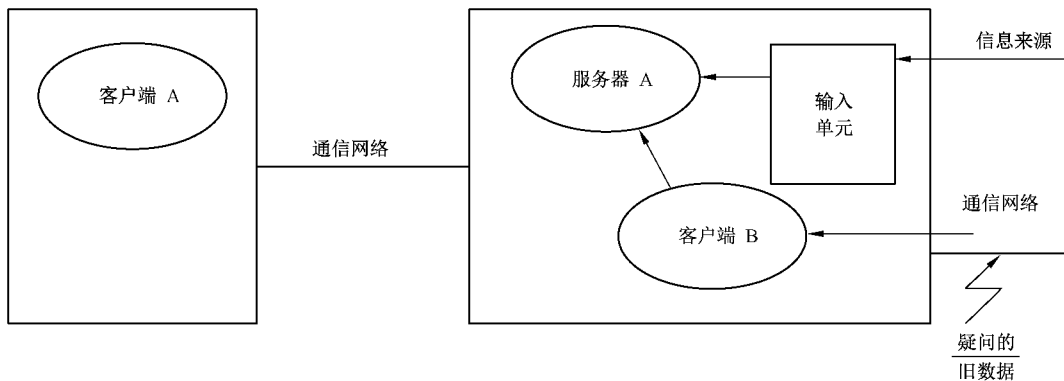 客户端 A
通信网络
服务器 A
输入
单元
信息来源
客户端 B
通信网络
疑问的
旧数据